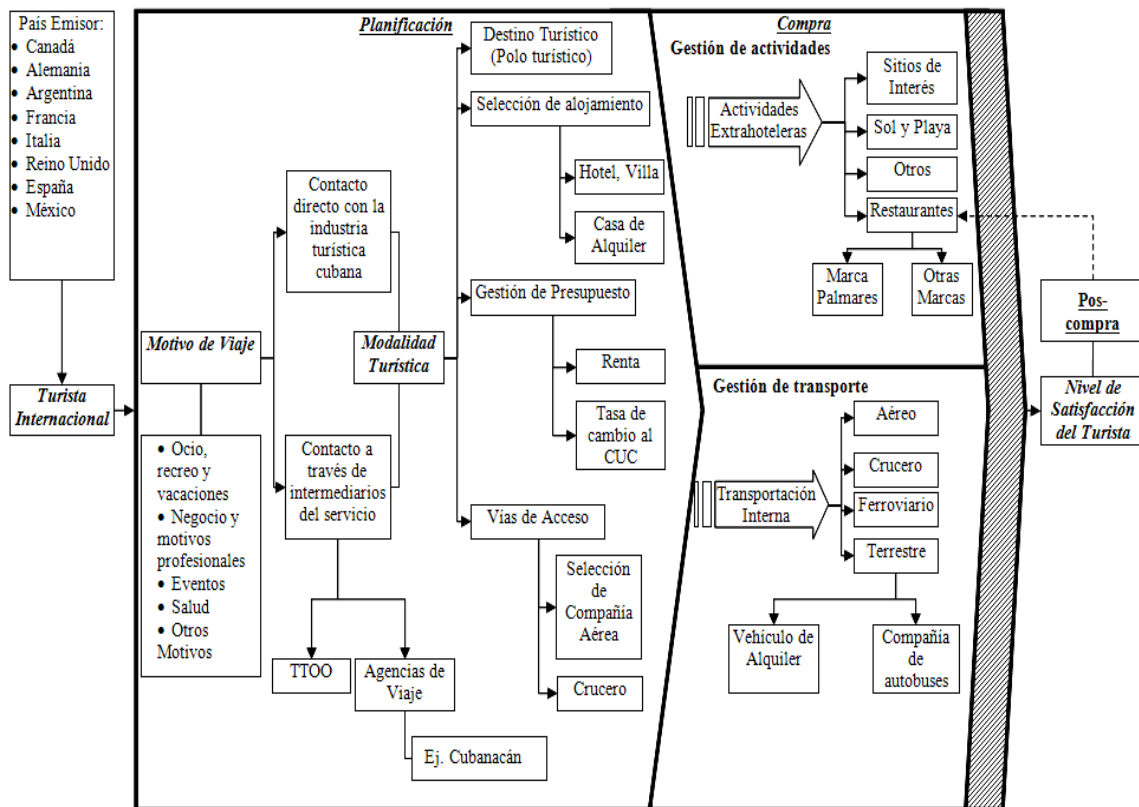 País Emisor:
• Canadá
• Alemania
• Argentina
• Francia
• Italia
• Reino Unido
• España
• México
Turista
Internacional
Planificación
Motivo de Viaje
• Ocio,
recreo y
vacaciones
• Negocio y
motivos
profesionales
• Eventos
• Salud
• Otros
Motivos
Contacto
directo con la
industria
turística
cubana
Contacto a
través de
intermediarios
del servicio
TTOO
Agencias de
Viaje
Ej. Cubanacán
Modalidad
Turística
Destino Turístico
(Polo turístico)
Selección de alojamiento
Hotel, Villa
Casa de
Alquiler
Gestión de Presupuesto
Renta
Tasa de
cambio al
CUC
Vías de Acceso
Selección
de
Compañía
Aérea
Crucero
Compra
Gestión de actividades
Actividades
Extrahoteleras
Sitios de
Interés
Sol y Playa
Otros
Restaurantes
Marca
Palmares
Otras
Marcas
Gestión de transporte
Transportación
Interna
Aéreo
Crucero
Ferroviario
Terrestre
Vehículo de
Alquiler
Compañía
de
autobuses
Pos-
compra
Nivel de
Satisfacción
del Turista